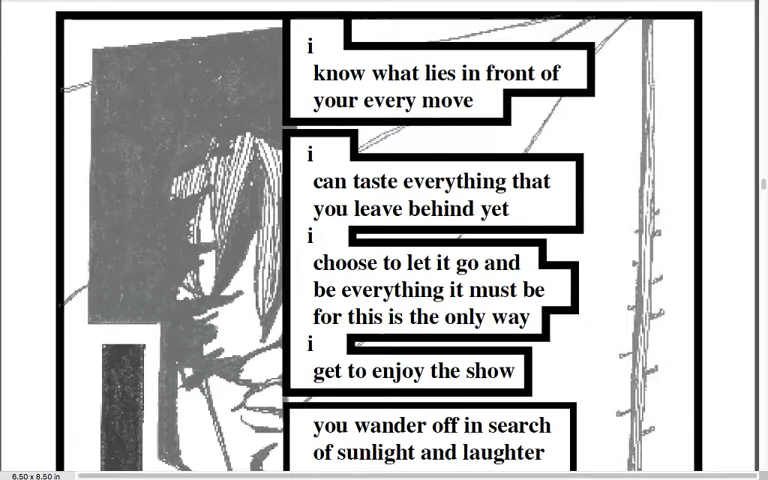 i
know what lies in front of
your every move
i
can taste everything that
you leave behind yet
i
choose to let it go and
be everything it must be
for this is the only way
i
get to enjoy the show
you wander off in search
of sunlight and laughter
6.50 x 8.50 in